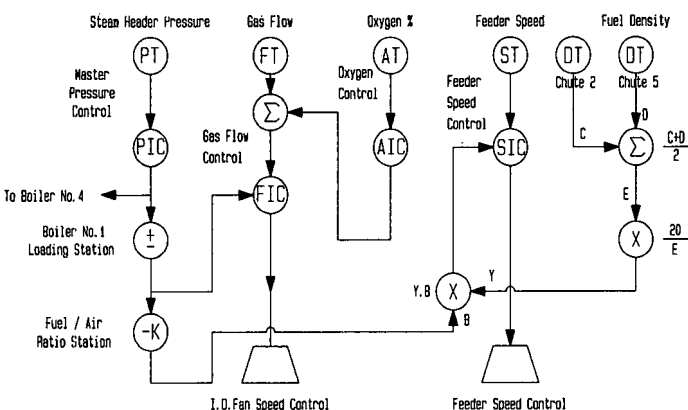 Steam Header Pressure
Gas Flow
Oxygen %
Feeder Speed
Fuel Density
PT
FT
AT
ST
DT
DT
Chute 2
Chute 5
Master
Pressure
Control
Oxygen
Control
Feeder
Speed
Control
Σ
C
D
PIC
Gas Flow
Control
AIC
SIC
Σ
C+D
2
To Boiler No.4
FIC
E
Boiler No.1
Loading Station
±
X
20
E
Y
Y.B
X
B
Fuel / Air
Ratio Station
-K
I.D.Fan Speed Control
Feeder Speed Control